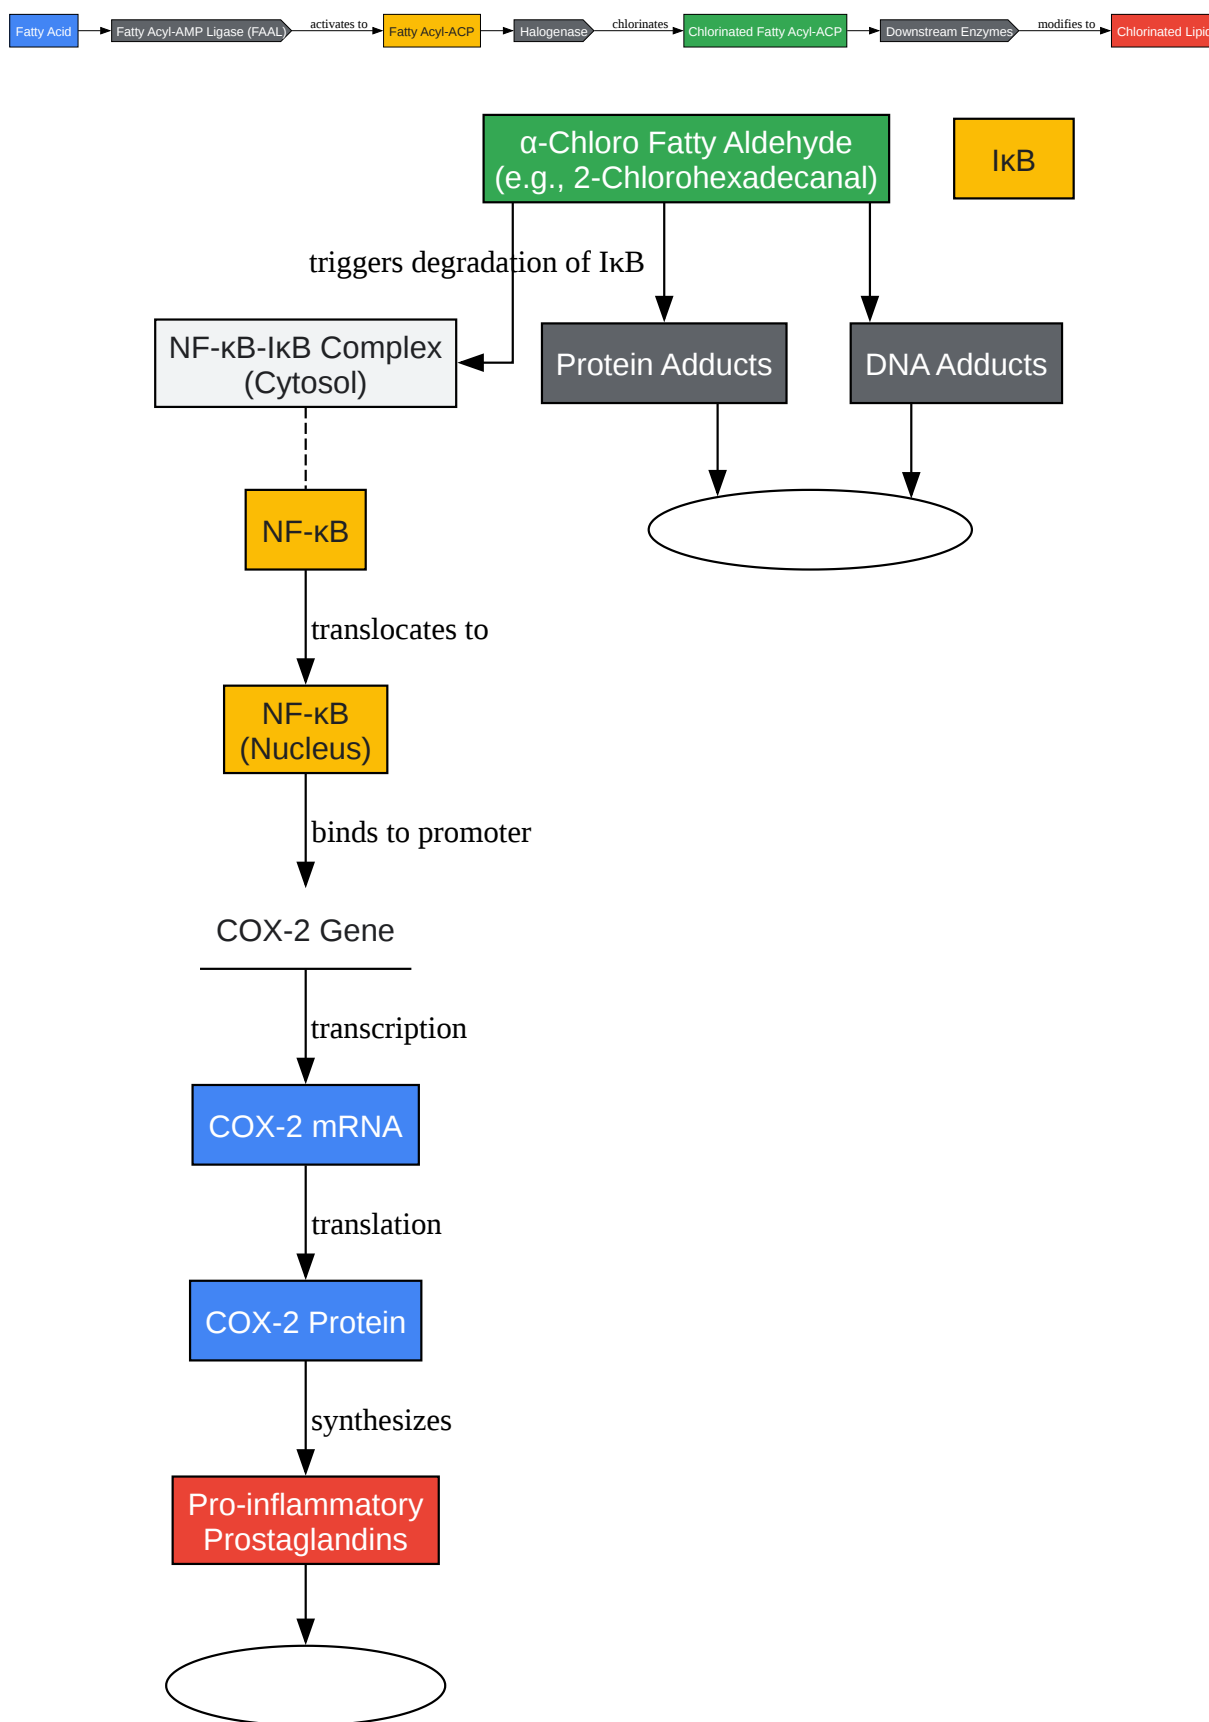 Fatty Acid
Fatty Acyl-AMP Ligase (FAAL)
activates to
Fatty Acyl-ACP
Halogenase
chlorinates
Chlorinated Fatty Acyl-ACP
Downstream Enzymes
modifies to
Chlorinated Lipid
α-Chloro Fatty Aldehyde
(e.g., 2-Chlorohexadecanal)
IκB
triggers degradation of IκB
NF-κB-IκB Complex
(Cytosol)
Protein Adducts
DNA Adducts
NF-κB
translocates to
NF-κB
(Nucleus)
binds to promoter
COX-2 Gene
transcription
COX-2 mRNA
translation
COX-2 Protein
synthesizes
Pro-inflammatory
Prostaglandins